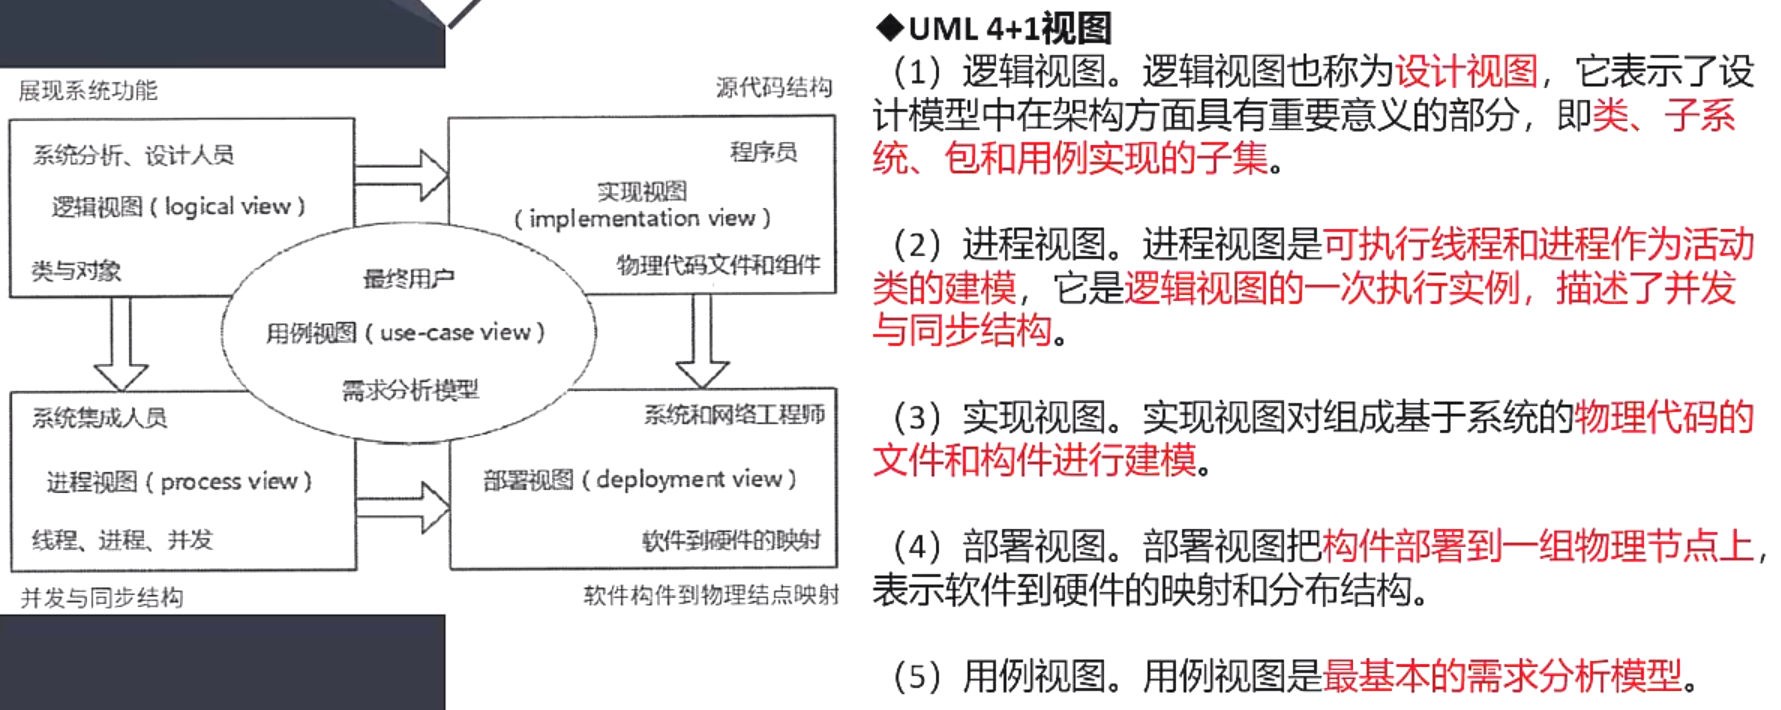 展现系统功能
源代码结构
系统分析、设计人员
逻辑视图（logical view）
类与对象
程序员
实现视图
（implementation view）
物理代码文件和组件
最终用户
用例视图（use-case view）
需求分析模型
系统集成人员
进程视图（process view）
线程、进程、并发
系统和网络工程师
部署视图（deployment view）
软件到硬件的映射
并发与同步结构
软件构件到物理结点映射
◆UML 4+1视图
（1）逻辑视图。逻辑视图也称为设计视图，它表示了设
计模型中在架构方面具有重要意义的部分，即类、子系
统、包和用例实现的子集。
（2）进程视图。进程视图是可执行线程和进程作为活动
类的建模，它是逻辑视图的一次执行实例，描述了并发
与同步结构。
（3）实现视图。实现视图对组成基于系统的物理代码的
文件和构件进行建模。
（4）部署视图。部署视图把构件部署到一组物理节点上，
表示软件到硬件的映射和分布结构。
（5）用例视图。用例视图是最基本的需求分析模型。